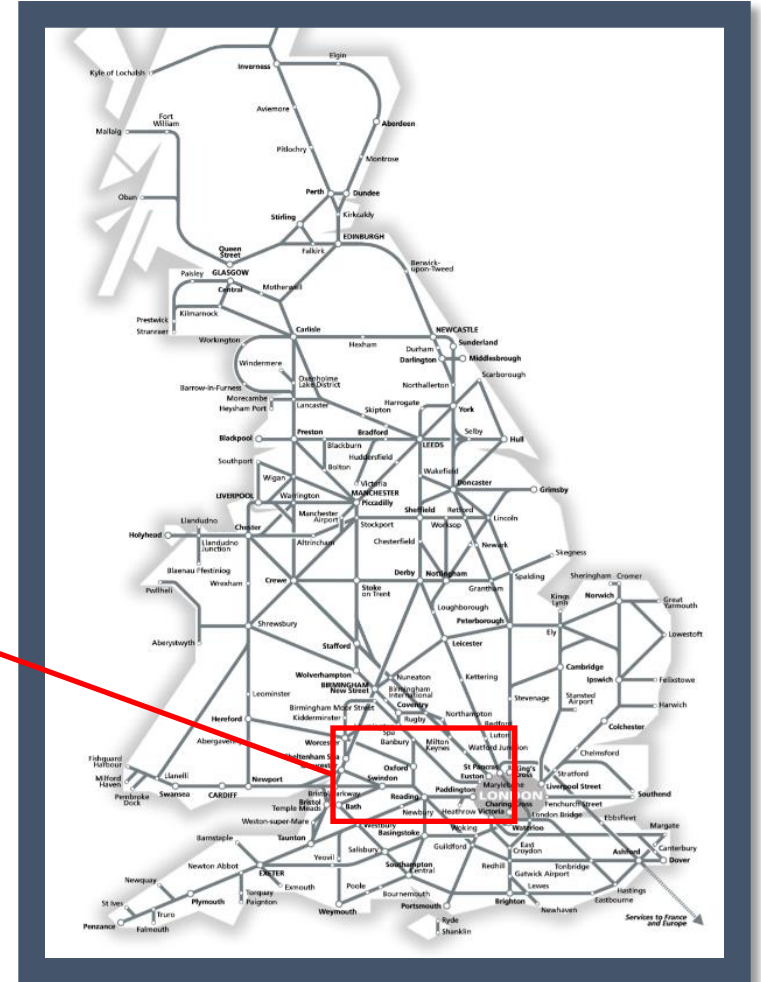 Elgin
Inverness
Kyle of Lochalsh
Aviemore
Fort
William
Mallaig
Aberdeen
Pitlochry
Montrose
Perth
Dundee
Oban
Stirling
Kirkcaldy
EDINBURGH
Queen
Street
Falkirk
Berwick-
upon-Tweed
Paisley
GLASGOW
Central
Motherwell
Prestwick
Stranraer
Kilmarnock
Carlisle
NEWCASTLE
Workington
Hexham
Durham
Sunderland
Darlington
Middlesbrough
Windermere
Scarborough
Oxenholme
Lake District
Barrow-in-Furness
Northallerton
Morecambe
Heysham Port
Lancaster
Harrogate
Skipton
York
Blackpool
Preston
Bradford
Selby
Hull
Blackburn
LEEDS
Southport
Huddersfield
Bolton
Wakefield
Wigan
Victoria
MANCHESTER
Piccadilly
Doncaster
Grimsby
LIVERPOOL
Warrington
Manchester
Airport
Sheffield
Retford
Lincoln
Llandudno
Stockport
Worksop
Holyhead
Chester
Llandudno
Junction
Altrincham
Chesterfield
Newark
Skegness
Blaenau Ffestiniog
Derby
Nottingham
Spalding
Sheringham
Cromer
Pwllheli
Wrexham
Crewe
Stoke
on Trent
Grantham
Kings
Lynn
Norwich
Great
Yarmouth
Loughborough
Peterborough
Shrewsbury
Ely
Lowestoft
Aberystwyth
Stafford
Leicester
Cambridge
Wolverhampton
Nuneaton
Kettering
Ipswich
Felixstowe
BIRMINGHAM
New Street
Birmingham
International
Leominster
Stevenage
Stansted
Airport
Harwich
Birmingham Moor Street
Coventry
Kidderminster
Rugby
Northampton
Hereford
Bedford
Colchester
Abergavenny
Worcester
Spa
Banbury
Milton
Keynes
Luton
Watford Junction
Chelmsford
Fishguard
Harbour
Cheltenham Spa
Gloucester
Oxford
St Pancras
King's
Cross
Euston
Stratford
Milford
Haven
Llanelli
Newport
Swindon
Marylebone
Liverpool Street
Pembroke
Dock
Swansea
CARDIFF
Bristol Parkway
Reading
Paddington
LONDON
Southend
Bristol
Temple Meads
Bath
Charing Cross
Fenchurch Street
Newbury
Heathrow
Victoria
London Bridge
Ebbsfleet
Weston-super-Mare
Westbury
Basingstoke
Woking
Waterloo
Margate
Barnstaple
Taunton
Salisbury
Guildford
East
Croydon
Canterbury
Newton Abbot
Yeovil
Southampton
Central
Redhill
Tonbridge
Ashford
Dover
EXETER
Gatwick Airport
Newquay
Exmouth
Poole
Lewes
Hastings
Torquay
Paignton
Bournemouth
Eastbourne
St Ives
Plymouth
Weymouth
Portsmouth
Brighton
Newhaven
Truro
Ryde
Shanklin
Services to France
and Europe
Penzance
Falmouth